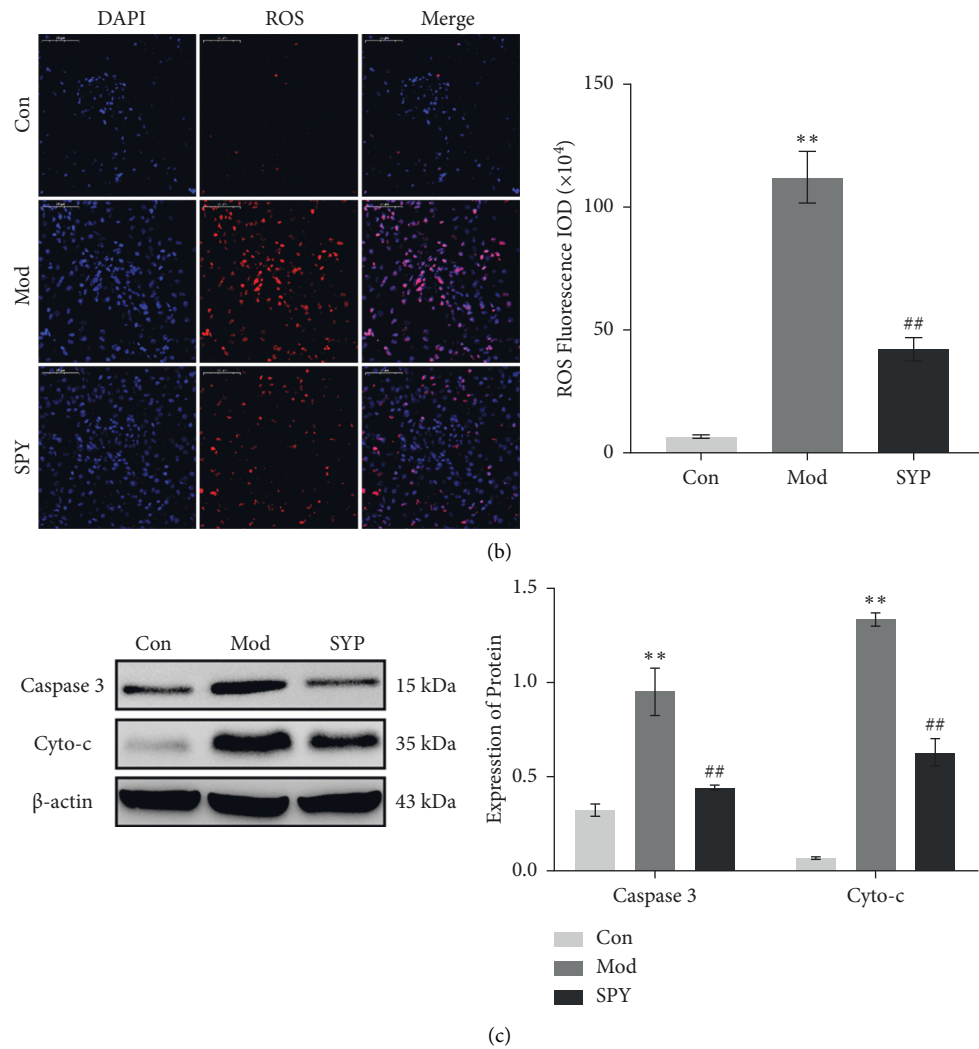 DAPI ROS Merge
Con
Mod
SPY
ROS Fluorescence IOD (×10⁴)
150
100
50
0
**
##
Con Mod SYP
(b)
Con Mod SYP
Caspase 3 15 kDa
Cyto-c 35 kDa
β-actin 43 kDa
Expresstion of Protein
1.5
1.0
0.5
0.0
**
##
**
##
Caspase 3 Cyto-c
Con
Mod
SPY
(c)